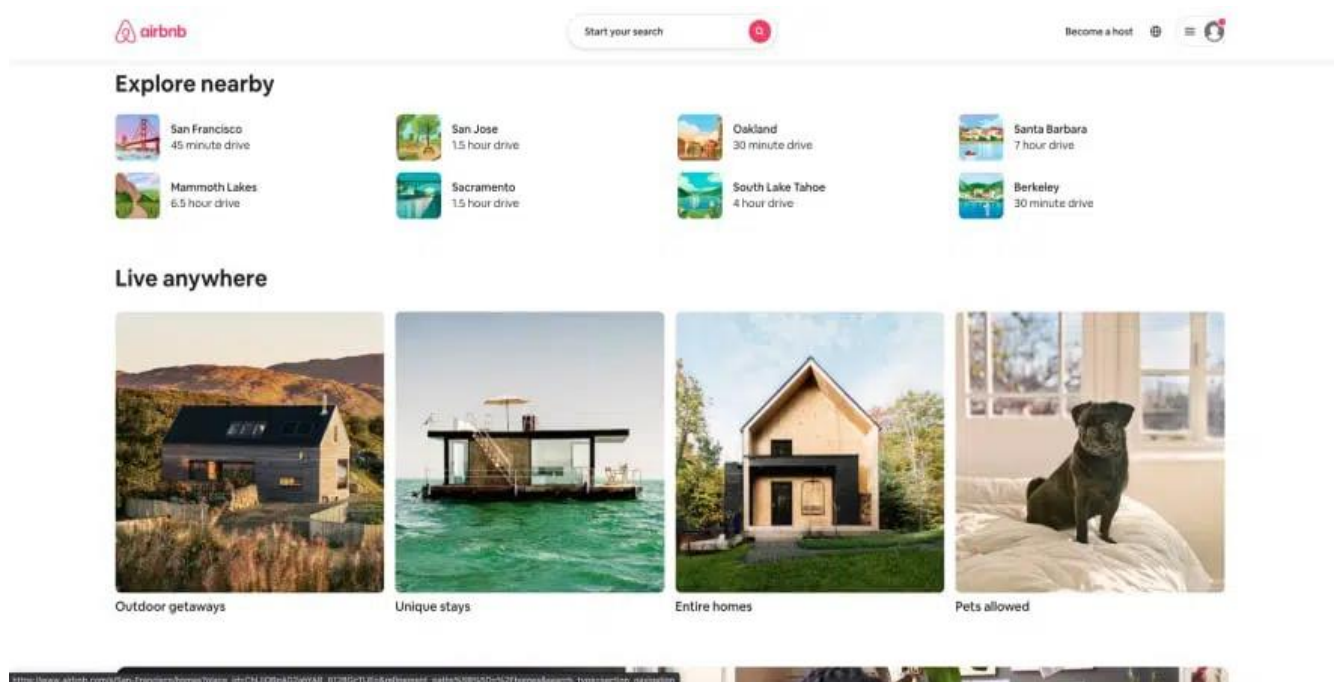 airbnb
Start your search
Become a host
Explore nearby
San Francisco
45 minute drive
San Jose
1.5 hour drive
Oakland
30 minute drive
Santa Barbara
7 hour drive
Mammoth Lakes
6.5 hour drive
Sacramento
1.5 hour drive
South Lake Tahoe
4 hour drive
Berkeley
30 minute drive
Live anywhere
Outdoor getaways
Unique stays
Entire homes
Pets allowed